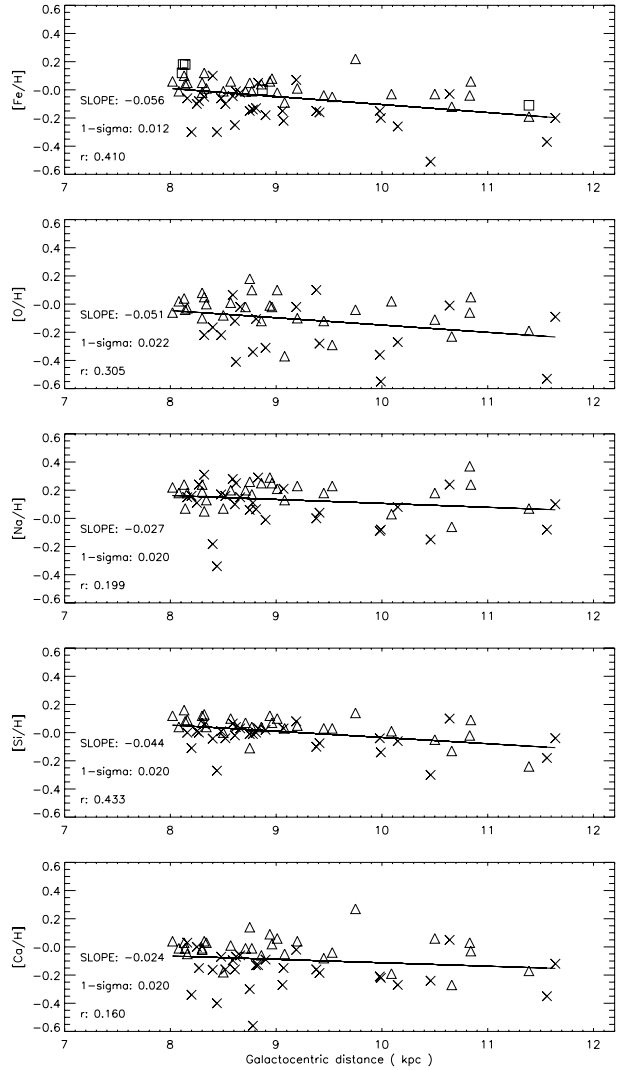 0.6
0.4
0.2
-0.0
-0.2
-0.4
-0.6
[Fe/H]
SLOPE: -0.056
1-sigma: 0.012
r: 0.410
7 8 9 10 11 12
0.6
0.4
0.2
-0.0
-0.2
-0.4
-0.6
[O/H]
SLOPE: -0.051
1-sigma: 0.022
r: 0.305
7 8 9 10 11 12
0.6
0.4
0.2
-0.0
-0.2
-0.4
-0.6
[Na/H]
SLOPE: -0.027
1-sigma: 0.020
r: 0.199
7 8 9 10 11 12
0.6
0.4
0.2
-0.0
-0.2
-0.4
-0.6
[Si/H]
SLOPE: -0.044
1-sigma: 0.020
r: 0.433
7 8 9 10 11 12
0.6
0.4
0.2
-0.0
-0.2
-0.4
-0.6
[Ca/H]
SLOPE: -0.024
1-sigma: 0.020
r: 0.160
7 8 9 10 11 12
Galactocentric distance ( kpc )